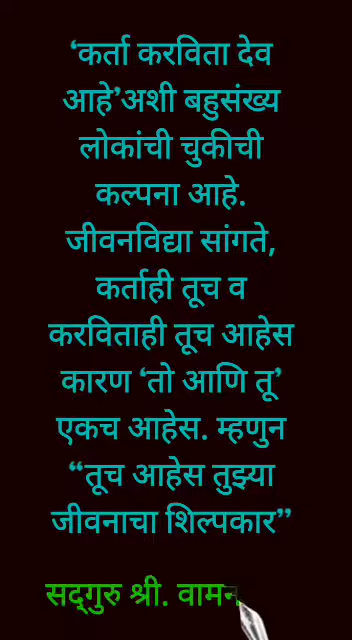 ‘कर्ता करविता देव
आहे’अशी बहुसंख्य
लोकांची चुकीची
कल्पना आहे.
जीवनविद्या सांगते,
कर्ताही तूच व
करविताही तूच आहेस
कारण ‘तो आणि तू’
एकच आहेस. म्हणुन
“तूच आहेस तुझ्या
जीवनाचा शिल्पकार”
सद्‌गुरु श्री. वामन